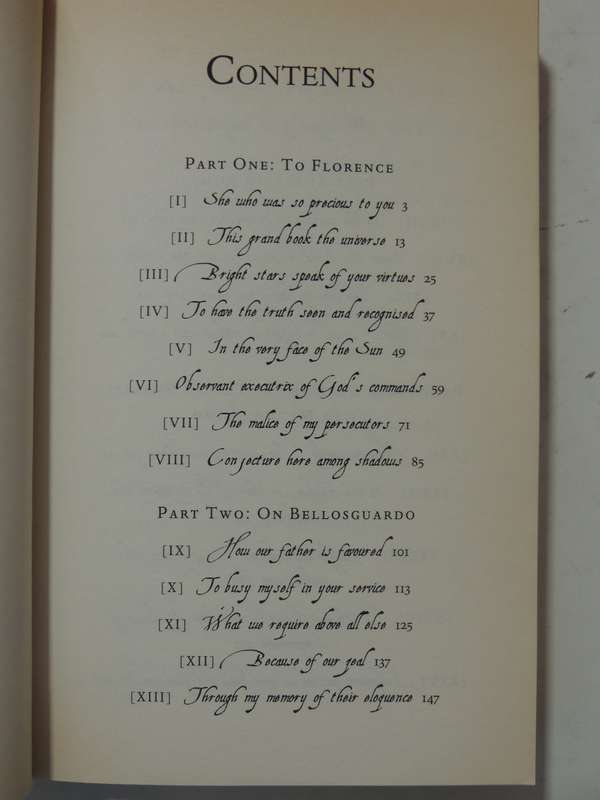 CONTENTS
PART ONE: TO FLORENCE
[I] She who was so precious to you 3
[II] This grand book the universe 13
[III] Bright stars speak of your virtues 25
[IV] To have the truth seen and recognised 37
[V] In the very face of the Sun 49
[VI] Observant executrix of God's commands 59
[VII] The malice of my persecutors 71
[VIII] Conjecture here among shadows 85
PART TWO: ON BELLOSGUARDO
[IX] How our father is favoured 101
[X] To busy myself in your service 113
[XI] What we require above all else 125
[XII] Because of our zeal 137
[XIII] Through my memory of their eloquence 147